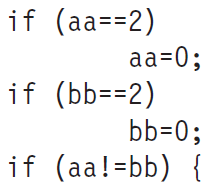 if (aa==2)
aa=0;
if (bb==2)
bb=0;
if (aa!=bb) {